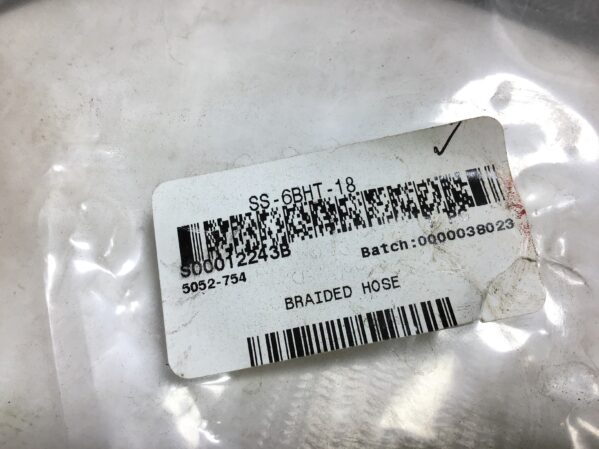 SS-6BHT-18
S00012243B
Batch:0000038023
5052-754
BRAIDED HOSE